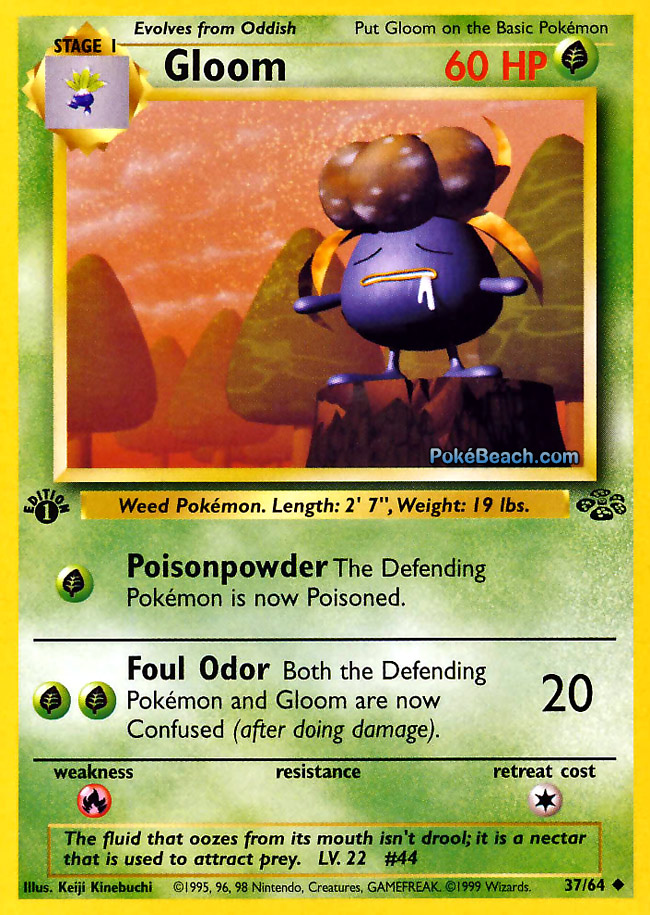 Evolves from Oddish Put Gloom on the Basic Pokémon
STAGE 1
Gloom 60 HP
PokéBeach.com
EDITION 1
Weed Pokémon. Length: 2' 7", Weight: 19 lbs.
Poisonpowder The Defending
Pokémon is now Poisoned.
Foul Odor Both the Defending
Pokémon and Gloom are now
Confused (after doing damage).
20
weakness resistance retreat cost
The fluid that oozes from its mouth isn't drool; it is a nectar
that is used to attract prey. LV. 22 #44
Illus. Keiji Kinebuchi ©1995, 96, 98 Nintendo, Creatures, GAMEFREAK. ©1999 Wizards. 37/64